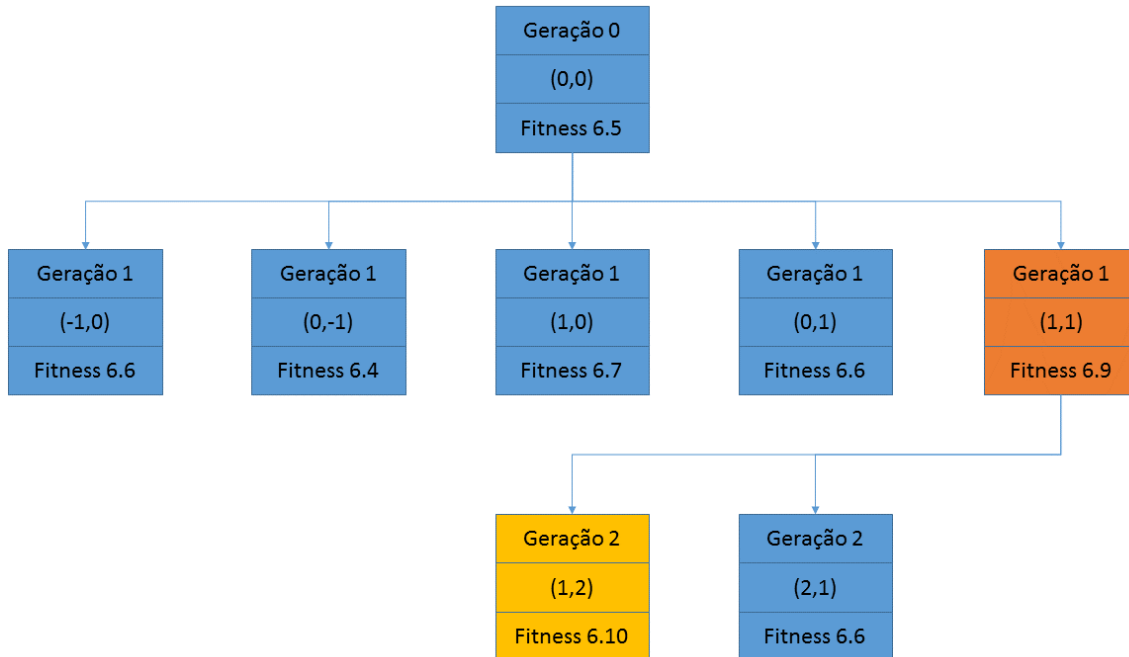 Geração 0
(0,0)
Fitness 6.5
Geração 1
(-1,0)
Fitness 6.6
Geração 1
(0,-1)
Fitness 6.4
Geração 1
(1,0)
Fitness 6.7
Geração 1
(0,1)
Fitness 6.6
Geração 1
(1,1)
Fitness 6.9
Geração 2
(1,2)
Fitness 6.10
Geração 2
(2,1)
Fitness 6.6